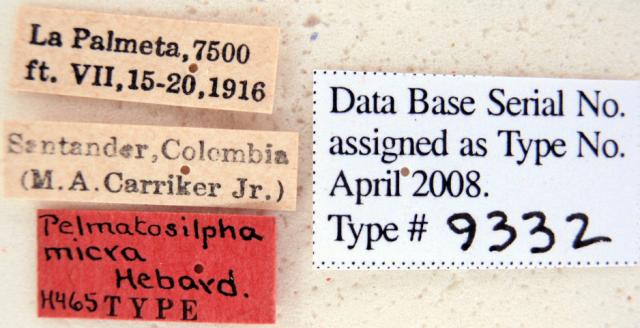 La Palmeta, 7500
ft. VII, 15-20, 1916
Santander, Colombia
(M. A. Carriker Jr.)
Pelmatosilpha
micra
Hebard.
H465 TYPE
Data Base Serial No.
assigned as Type No.
April 2008.
Type # 9332